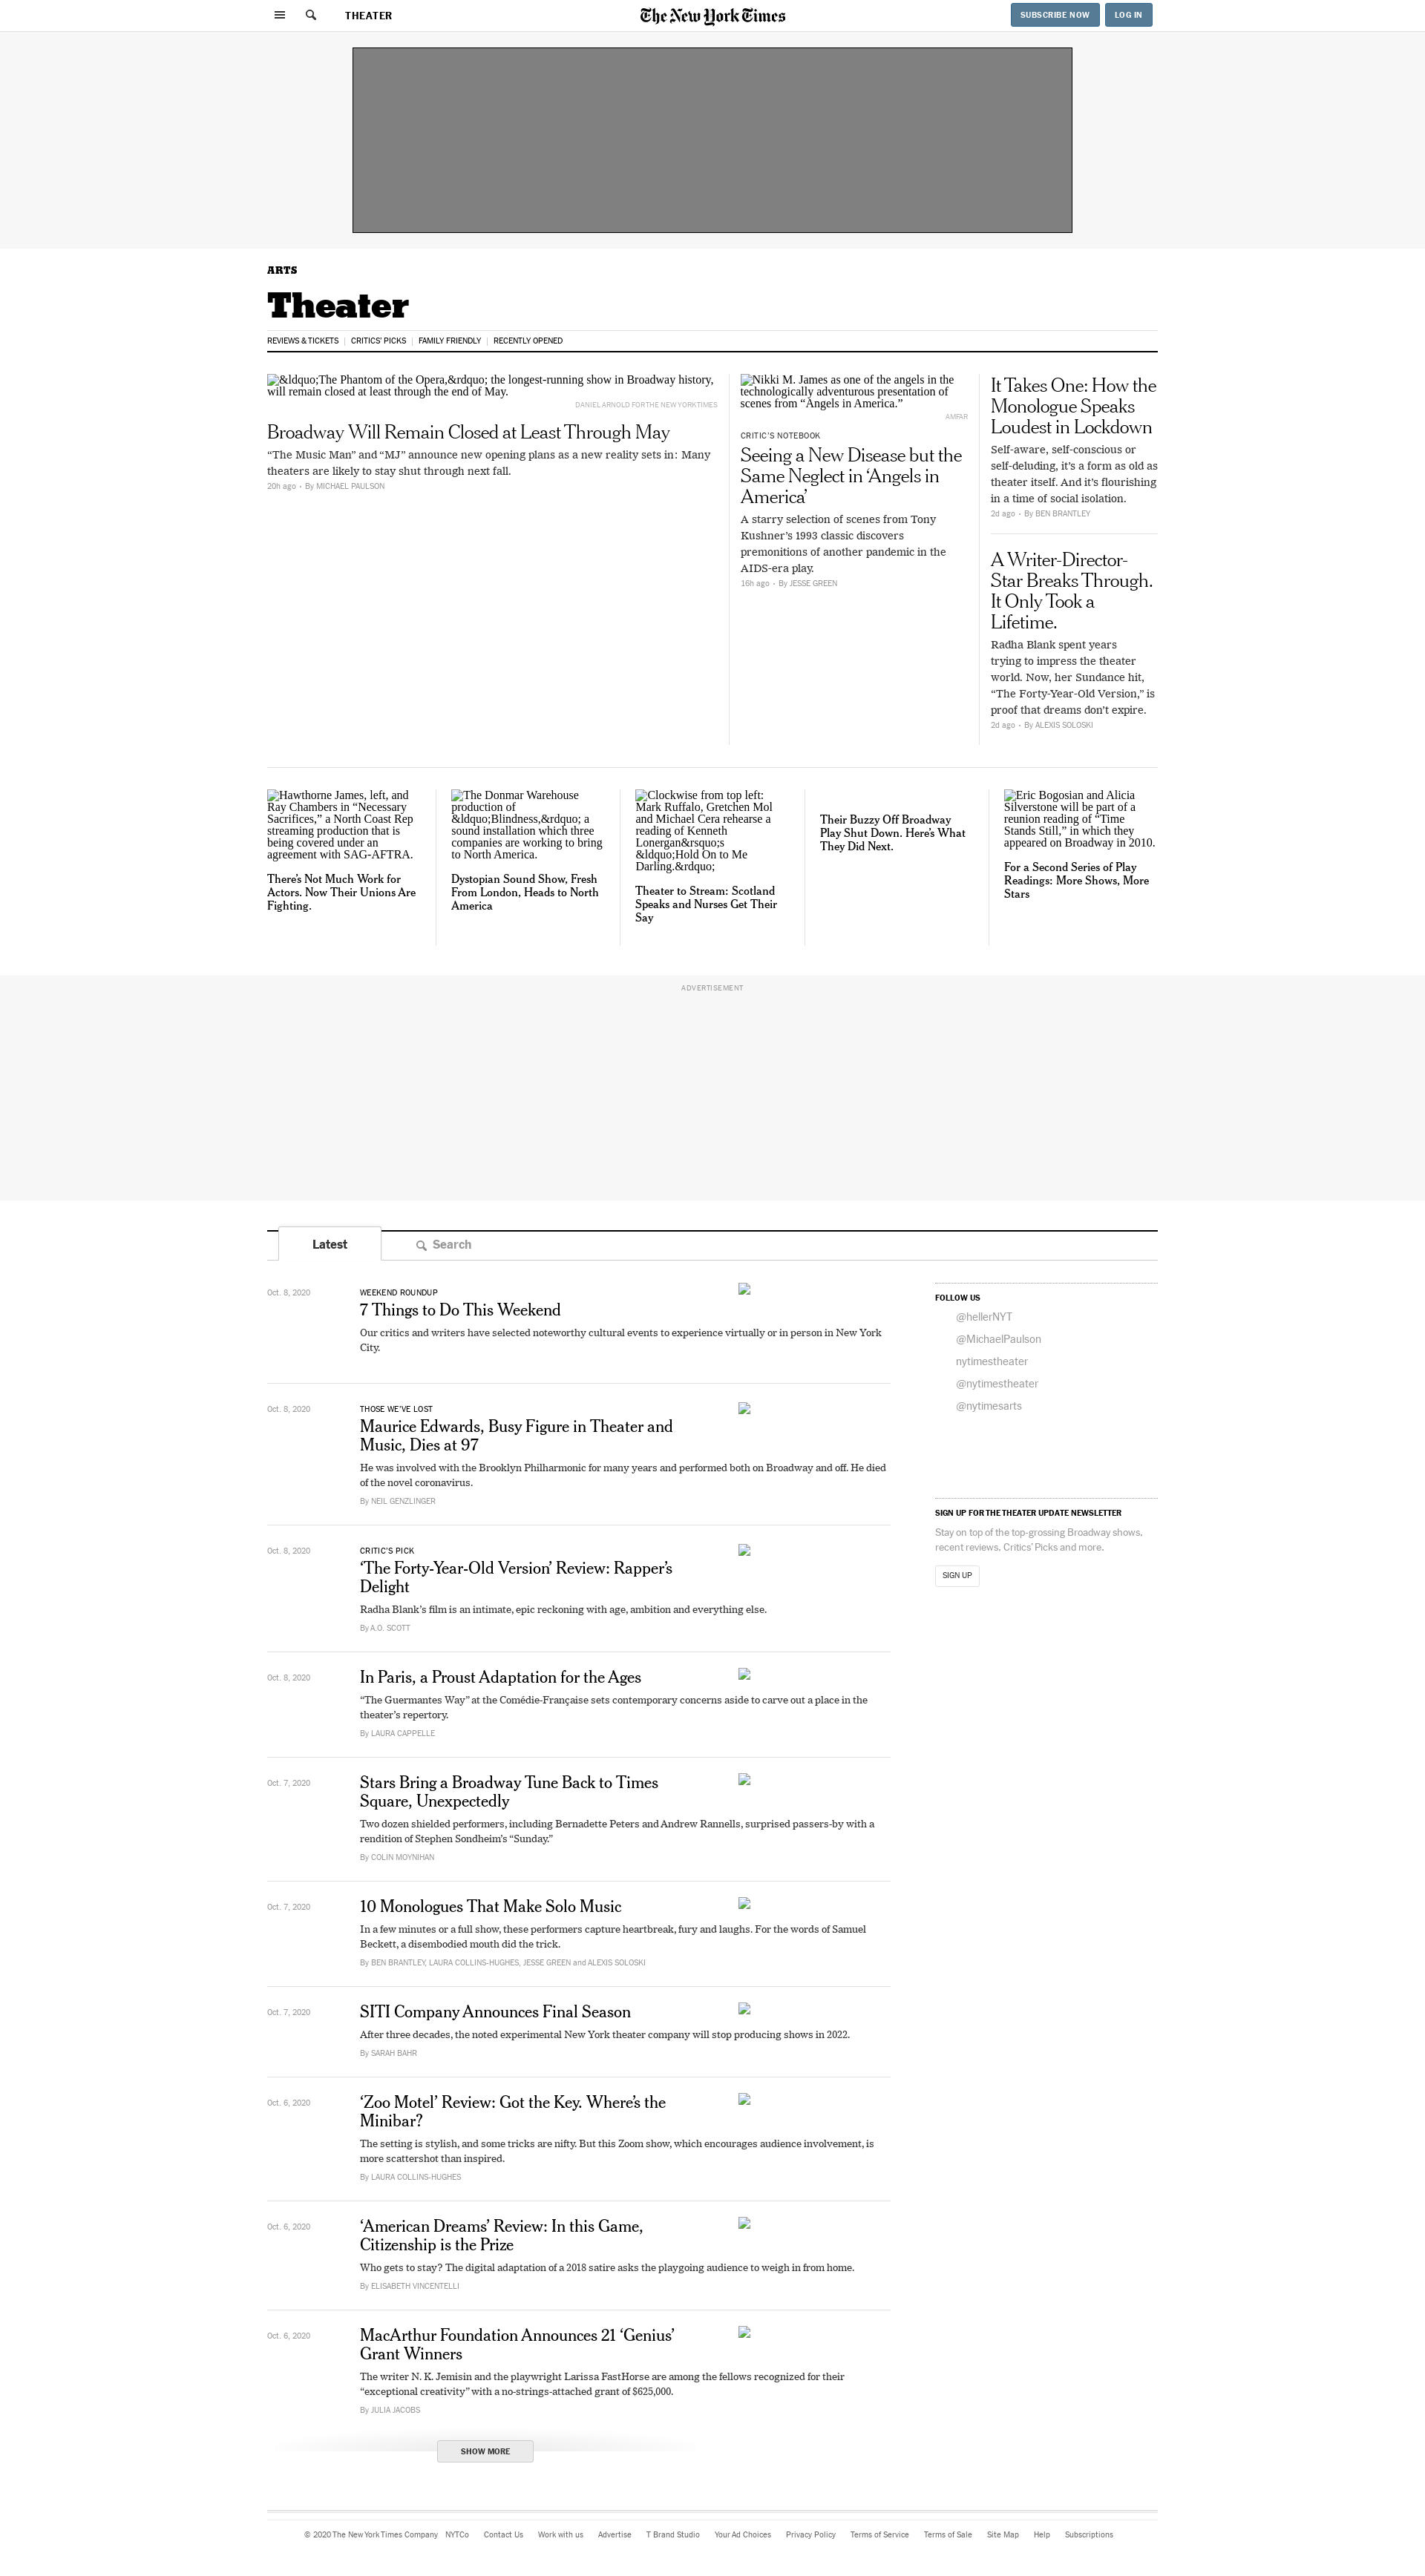 THEATER
The New York Times
SUBSCRIBE NOW
LOG IN
ARTS
Theater
REVIEWS & TICKETS
CRITICS' PICKS
FAMILY FRIENDLY
RECENTLY OPENED
&ldquo;The Phantom of the Opera,&rdquo; the longest-running show in Broadway history,
will remain closed at least through the end of May.
DANIEL ARNOLD FOR THE NEW YORK TIMES
Broadway Will Remain Closed at Least Through May
“The Music Man” and “MJ” announce new opening plans as a new reality sets in: Many
theaters are likely to stay shut through next fall.
20h ago • By MICHAEL PAULSON
Nikki M. James as one of the angels in the
technologically adventurous presentation of
scenes from “Angels in America.”
AMFAR
CRITIC’S NOTEBOOK
Seeing a New Disease but the
Same Neglect in ‘Angels in
America’
A starry selection of scenes from Tony
Kushner’s 1993 classic discovers
premonitions of another pandemic in the
AIDS-era play.
16h ago • By JESSE GREEN
It Takes One: How the
Monologue Speaks
Loudest in Lockdown
Self-aware, self-conscious or
self-deluding, it’s a form as old as
theater itself. And it’s flourishing
in a time of social isolation.
2d ago • By BEN BRANTLEY
A Writer-Director-
Star Breaks Through.
It Only Took a
Lifetime.
Radha Blank spent years
trying to impress the theater
world. Now, her Sundance hit,
“The Forty-Year-Old Version,” is
proof that dreams don't expire.
2d ago • By ALEXIS SOLOSKI
Hawthorne James, left, and
Ray Chambers in “Necessary
Sacrifices,” a North Coast Rep
streaming production that is
being covered under an
agreement with SAG-AFTRA.
There’s Not Much Work for
Actors. Now Their Unions Are
Fighting.
The Donmar Warehouse
production of
&ldquo;Blindness,&rdquo; a
sound installation which three
companies are working to bring
to North America.
Dystopian Sound Show, Fresh
From London, Heads to North
America
Clockwise from top left:
Mark Ruffalo, Gretchen Mol
and Michael Cera rehearse a
reading of Kenneth
Lonergan&rsquo;s
&ldquo;Hold On to Me
Darling.&rdquo;
Theater to Stream: Scotland
Speaks and Nurses Get Their
Say
Their Buzzy Off Broadway
Play Shut Down. Here’s What
They Did Next.
Eric Bogosian and Alicia
Silverstone will be part of a
reunion reading of “Time
Stands Still,” in which they
appeared on Broadway in 2010.
For a Second Series of Play
Readings: More Shows, More
Stars
ADVERTISEMENT
Latest
Search
Oct. 8, 2020
WEEKEND ROUNDUP
7 Things to Do This Weekend
Our critics and writers have selected noteworthy cultural events to experience virtually or in person in New York
City.
Oct. 8, 2020
THOSE WE’VE LOST
Maurice Edwards, Busy Figure in Theater and
Music, Dies at 97
He was involved with the Brooklyn Philharmonic for many years and performed both on Broadway and off. He died
of the novel coronavirus.
By NEIL GENZLINGER
Oct. 8, 2020
CRITIC’S PICK
‘The Forty-Year-Old Version’ Review: Rapper’s
Delight
Radha Blank’s film is an intimate, epic reckoning with age, ambition and everything else.
By A.O. SCOTT
Oct. 8, 2020
In Paris, a Proust Adaptation for the Ages
“The Guermantes Way” at the Comédie-Française sets contemporary concerns aside to carve out a place in the
theater’s repertory.
By LAURA CAPPELLE
Oct. 7, 2020
Stars Bring a Broadway Tune Back to Times
Square, Unexpectedly
Two dozen shielded performers, including Bernadette Peters and Andrew Rannells, surprised passers-by with a
rendition of Stephen Sondheim’s “Sunday.”
By COLIN MOYNIHAN
Oct. 7, 2020
10 Monologues That Make Solo Music
In a few minutes or a full show, these performers capture heartbreak, fury and laughs. For the words of Samuel
Beckett, a disembodied mouth did the trick.
By BEN BRANTLEY, LAURA COLLINS-HUGHES, JESSE GREEN and ALEXIS SOLOSKI
Oct. 7, 2020
SITI Company Announces Final Season
After three decades, the noted experimental New York theater company will stop producing shows in 2022.
By SARAH BAHR
Oct. 6, 2020
‘Zoo Motel’ Review: Got the Key. Where’s the
Minibar?
The setting is stylish, and some tricks are nifty. But this Zoom show, which encourages audience involvement, is
more scattershot than inspired.
By LAURA COLLINS-HUGHES
Oct. 6, 2020
‘American Dreams’ Review: In this Game,
Citizenship is the Prize
Who gets to stay? The digital adaptation of a 2018 satire asks the playgoing audience to weigh in from home.
By ELISABETH VINCENTELLI
Oct. 6, 2020
MacArthur Foundation Announces 21 ‘Genius’
Grant Winners
The writer N. K. Jemisin and the playwright Larissa FastHorse are among the fellows recognized for their
“exceptional creativity” with a no-strings-attached grant of $625,000.
By JULIA JACOBS
SHOW MORE
FOLLOW US
@hellerNYT
@MichaelPaulson
nytimestheater
@nytimestheater
@nytimesarts
SIGN UP FOR THE THEATER UPDATE NEWSLETTER
Stay on top of the top-grossing Broadway shows,
recent reviews, Critics’ Picks and more.
SIGN UP
© 2020 The New York Times Company NYTCo Contact Us Work with us Advertise T Brand Studio Your Ad Choices Privacy Policy Terms of Service Terms of Sale Site Map Help Subscriptions